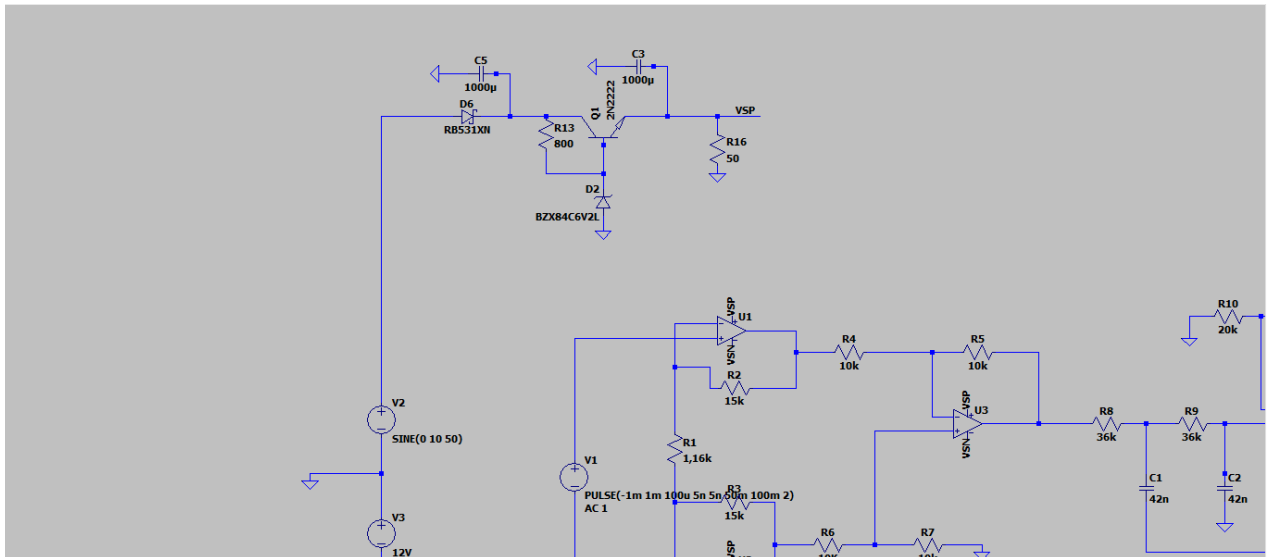 C5
1000µ
C3
1000µ
D6
RB531XN
R13
800
Q1
2N2222
VSP
R16
50
D2
BZX84C6V2L
VSP
U1
VSN
R2
15k
R4
10k
R5
10k
R10
20k
VSP
U3
VSN
R8
36k
R9
36k
V2
SINE(0 10 50)
R1
1,16k
V1
PULSE(-1m 1m 100u 5n 5n 50m 100m 2)
AC 1
R3
15k
C1
42n
C2
42n
V3
12V
R6
R7
VSP